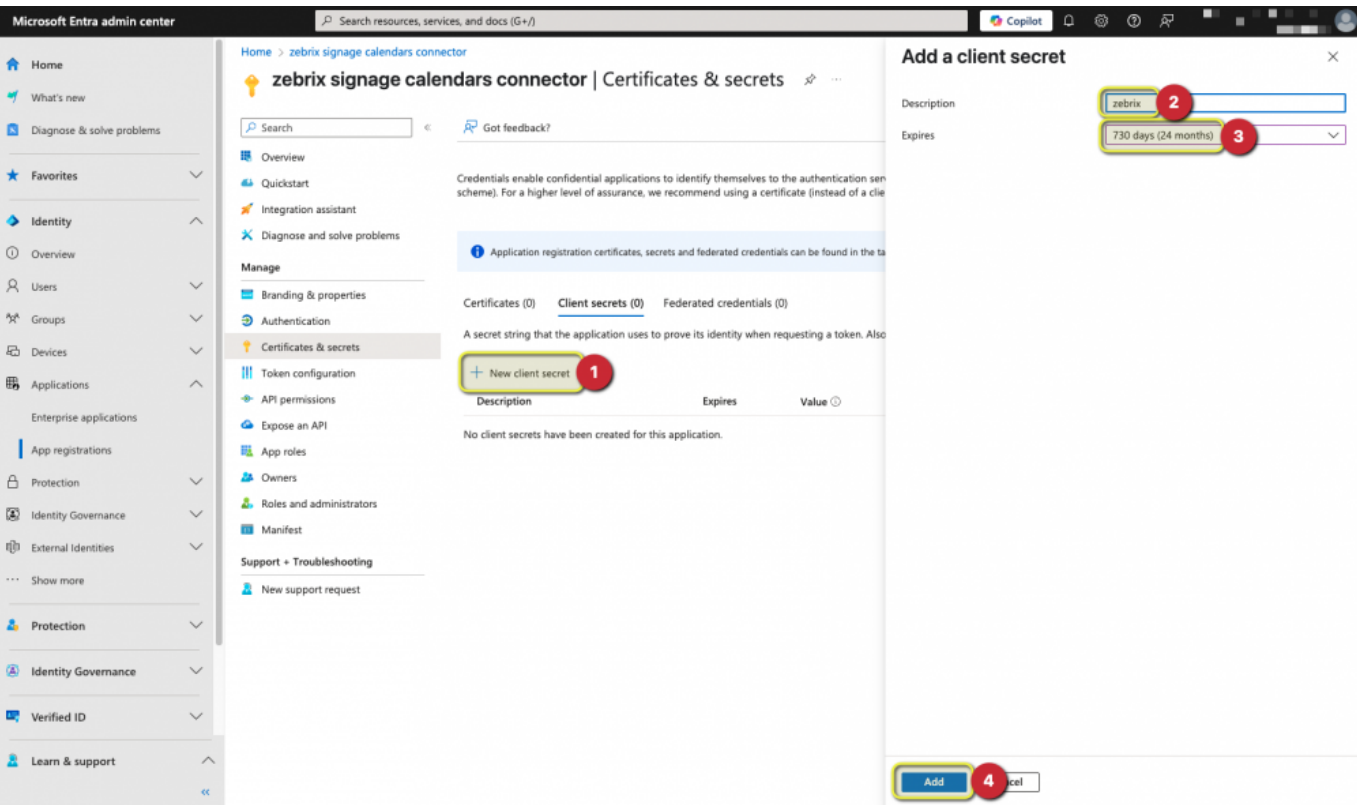 Microsoft Entra admin center
Search resources, services, and docs (G+/)
Copilot
Home
What's new
Diagnose & solve problems
Favorites
Identity
Overview
Users
Groups
Devices
Applications
Enterprise applications
App registrations
Protection
Identity Governance
External Identities
Show more
Protection
Identity Governance
Verified ID
Learn & support
Home > zebrix signage calendars connector
zebrix signage calendars connector | Certificates & secrets
Search
Overview
Quickstart
Integration assistant
Diagnose and solve problems
Manage
Branding & properties
Authentication
Certificates & secrets
Token configuration
API permissions
Expose an API
App roles
Owners
Roles and administrators
Manifest
Support + Troubleshooting
New support request
Got feedback?
Credentials enable confidential applications to identify themselves to the authentication ser
scheme). For a higher level of assurance, we recommend using a certificate (instead of a clie
Application registration certificates, secrets and federated credentials can be found in the ta
Certificates (0) Client secrets (0) Federated credentials (0)
A secret string that the application uses to prove its identity when requesting a token. Also
New client secret 1
Description Expires Value
No client secrets have been created for this application.
Add a client secret
Description zebrix 2
Expires 730 days (24 months) 3
Add 4 cel